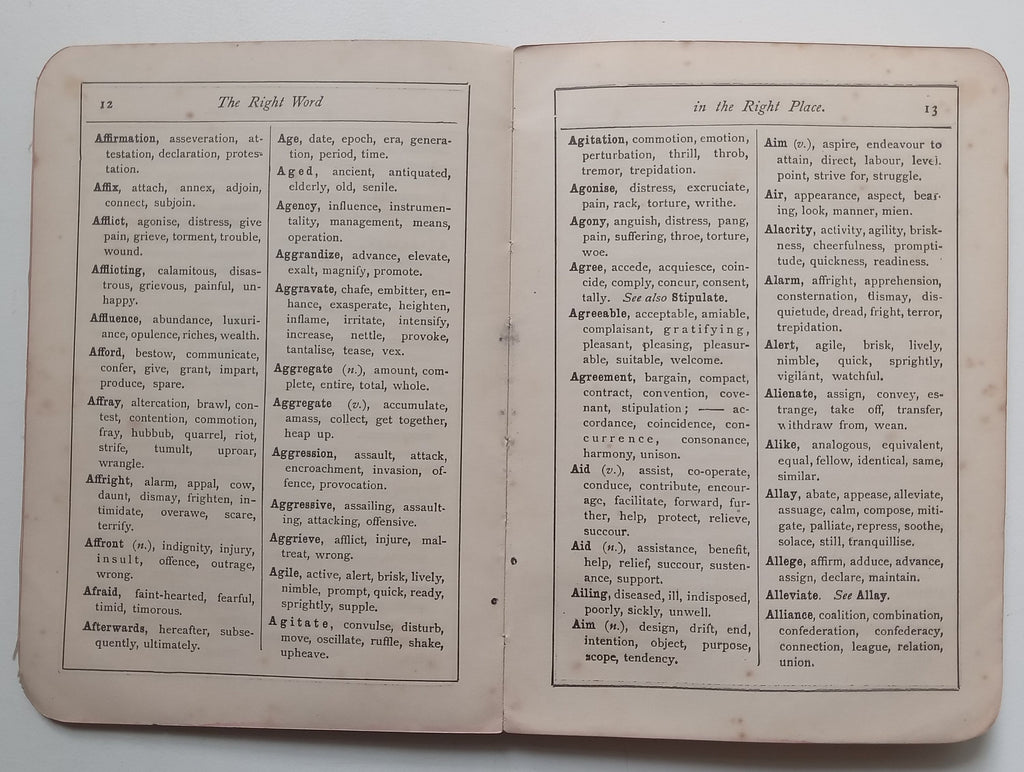 12
The Right Word
Affirmation, asseveration, at-
testation, declaration, protes-
tation.
Affix, attach, annex, adjoin,
connect, subjoin.
Afflict, agonise, distress, give
pain, grieve, torment, trouble,
wound.
Afflicting, calamitous, disas-
trous, grievous, painful, un-
happy.
Affluence, abundance, luxuri-
ance, opulence, riches, wealth.
Afford, bestow, communicate,
confer, give, grant, impart,
produce, spare.
Affray, altercation, brawl, con-
test, contention, commotion,
fray, hubbub, quarrel, riot,
strife, tumult, uproar,
wrangle.
Affright, alarm, appal, cow,
daunt, dismay, frighten, in-
timidate, overawe, scare,
terrify.
Affront (n.), indignity, injury,
insult, offence, outrage,
wrong.
Afraid, faint-hearted, fearful,
timid, timorous.
Afterwards, hereafter, subse-
quently, ultimately.
Age, date, epoch, era, genera-
tion, period, time.
Aged, ancient, antiquated,
elderly, old, senile.
Agency, influence, instrumen-
tality, management, means,
operation.
Aggrandize, advance, elevate,
exalt, magnify, promote.
Aggravate, chafe, embitter, en-
hance, exasperate, heighten,
inflame, irritate, intensify,
increase, nettle, provoke,
tantalise, tease, vex.
Aggregate (n.), amount, com-
plete, entire, total, whole.
Aggregate (v.), accumulate,
amass, collect, get together,
heap up.
Aggression, assault, attack,
encroachment, invasion, of-
fence, provocation.
Aggressive, assailing, assault-
ing, attacking, offensive.
Aggrieve, afflict, injure, mal-
treat, wrong.
Agile, active, alert, brisk, lively,
nimble, prompt, quick, ready,
sprightly, supple.
Agitate, convulse, disturb,
move, oscillate, ruffle, shake,
upheave.
in the Right Place.
13
Agitation, commotion, emotion,
perturbation, thrill, throb,
tremor, trepidation.
Agonise, distress, excruciate,
pain, rack, torture, writhe.
Agony, anguish, distress, pang,
pain, suffering, throe, torture,
woe.
Agree, accede, acquiesce, coin-
cide, comply, concur, consent,
tally. See also Stipulate.
Agreeable, acceptable, amiable,
complaisant, gratifying,
pleasant, pleasing, pleasur-
able, suitable, welcome.
Agreement, bargain, compact,
contract, convention, cove-
nant, stipulation; —— ac-
cordance, coincidence, con-
currence, consonance,
harmony, unison.
Aid (v.), assist, co-operate,
conduce, contribute, encour-
age, facilitate, forward, fur-
ther, help, protect, relieve,
succour.
Aid (n.), assistance, benefit,
help, relief, succour, susten-
ance, support.
Ailing, diseased, ill, indisposed,
poorly, sickly, unwell.
Aim (n.), design, drift, end,
intention, object, purpose,
scope, tendency.
Aim (v.), aspire, endeavour to
attain, direct, labour, level.
point, strive for, struggle.
Air, appearance, aspect, bear-
ing, look, manner, mien.
Alacrity, activity, agility, brisk-
ness, cheerfulness, prompti-
tude, quickness, readiness.
Alarm, affright, apprehension,
consternation, dismay, dis-
quietude, dread, fright, terror,
trepidation.
Alert, agile, brisk, lively,
nimble, quick, sprightly,
vigilant, watchful.
Alienate, assign, convey, es-
trange, take off, transfer,
withdraw from, wean.
Alike, analogous, equivalent,
equal, fellow, identical, same,
similar.
Allay, abate, appease, alleviate,
assuage, calm, compose, miti-
gate, palliate, repress, soothe,
solace, still, tranquillise.
Allege, affirm, adduce, advance,
assign, declare, maintain.
Alleviate. See Allay.
Alliance, coalition, combination,
confederation, confederacy,
connection, league, relation,
union.